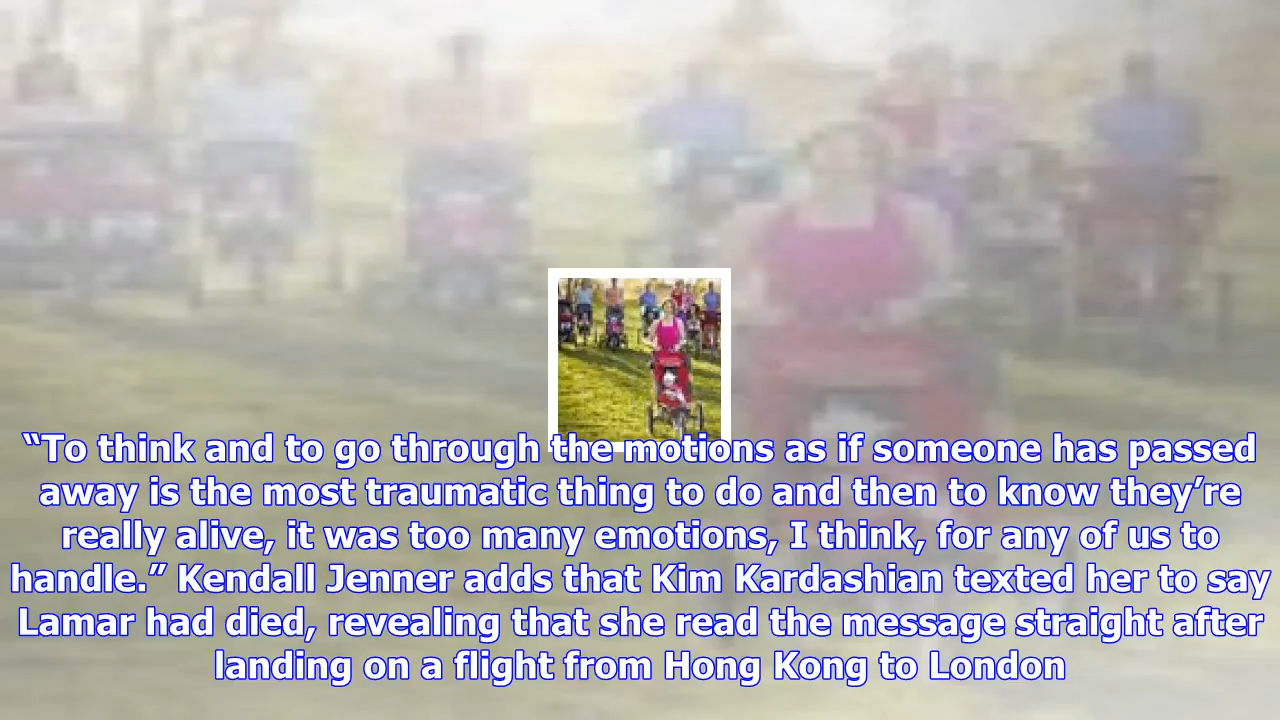 “To think and to go through the motions as if someone has passed
away is the most traumatic thing to do and then to know they’re
really alive, it was too many emotions, I think, for any of us to
handle.” Kendall Jenner adds that Kim Kardashian texted her to say
Lamar had died, revealing that she read the message straight after
landing on a flight from Hong Kong to London